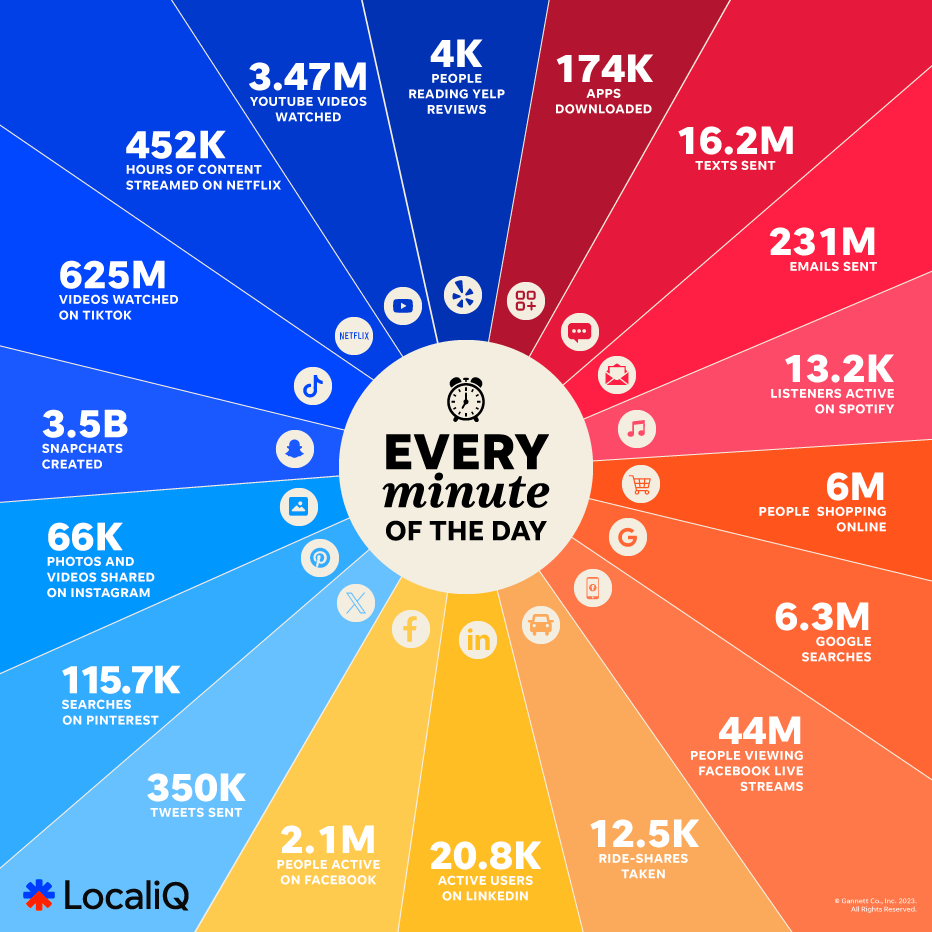 4K
PEOPLE
READING YELP
REVIEWS
174K
APPS
DOWNLOADED
16.2M
TEXTS SENT
231M
EMAILS SENT
13.2K
LISTENERS ACTIVE
ON SPOTIFY
6M
PEOPLE SHOPPING
ONLINE
6.3M
GOOGLE
SEARCHES
44M
PEOPLE VIEWING
FACEBOOK LIVE
STREAMS
12.5K
RIDE-SHARES
TAKEN
20.8K
ACTIVE USERS
ON LINKEDIN
2.1M
PEOPLE ACTIVE
ON FACEBOOK
350K
TWEETS SENT
115.7K
SEARCHES
ON PINTEREST
66K
PHOTOS AND
VIDEOS SHARED
ON INSTAGRAM
3.5B
SNAPCHATS
CREATED
625M
VIDEOS WATCHED
ON TIKTOK
452K
HOURS OF CONTENT
STREAMED ON NETFLIX
3.47M
YOUTUBE VIDEOS
WATCHED
NETFLIX
G
in
f
X
EVERY
minute
OF THE DAY
LocaliQ
© Gannett Co., Inc. 2023.
All Rights Reserved.